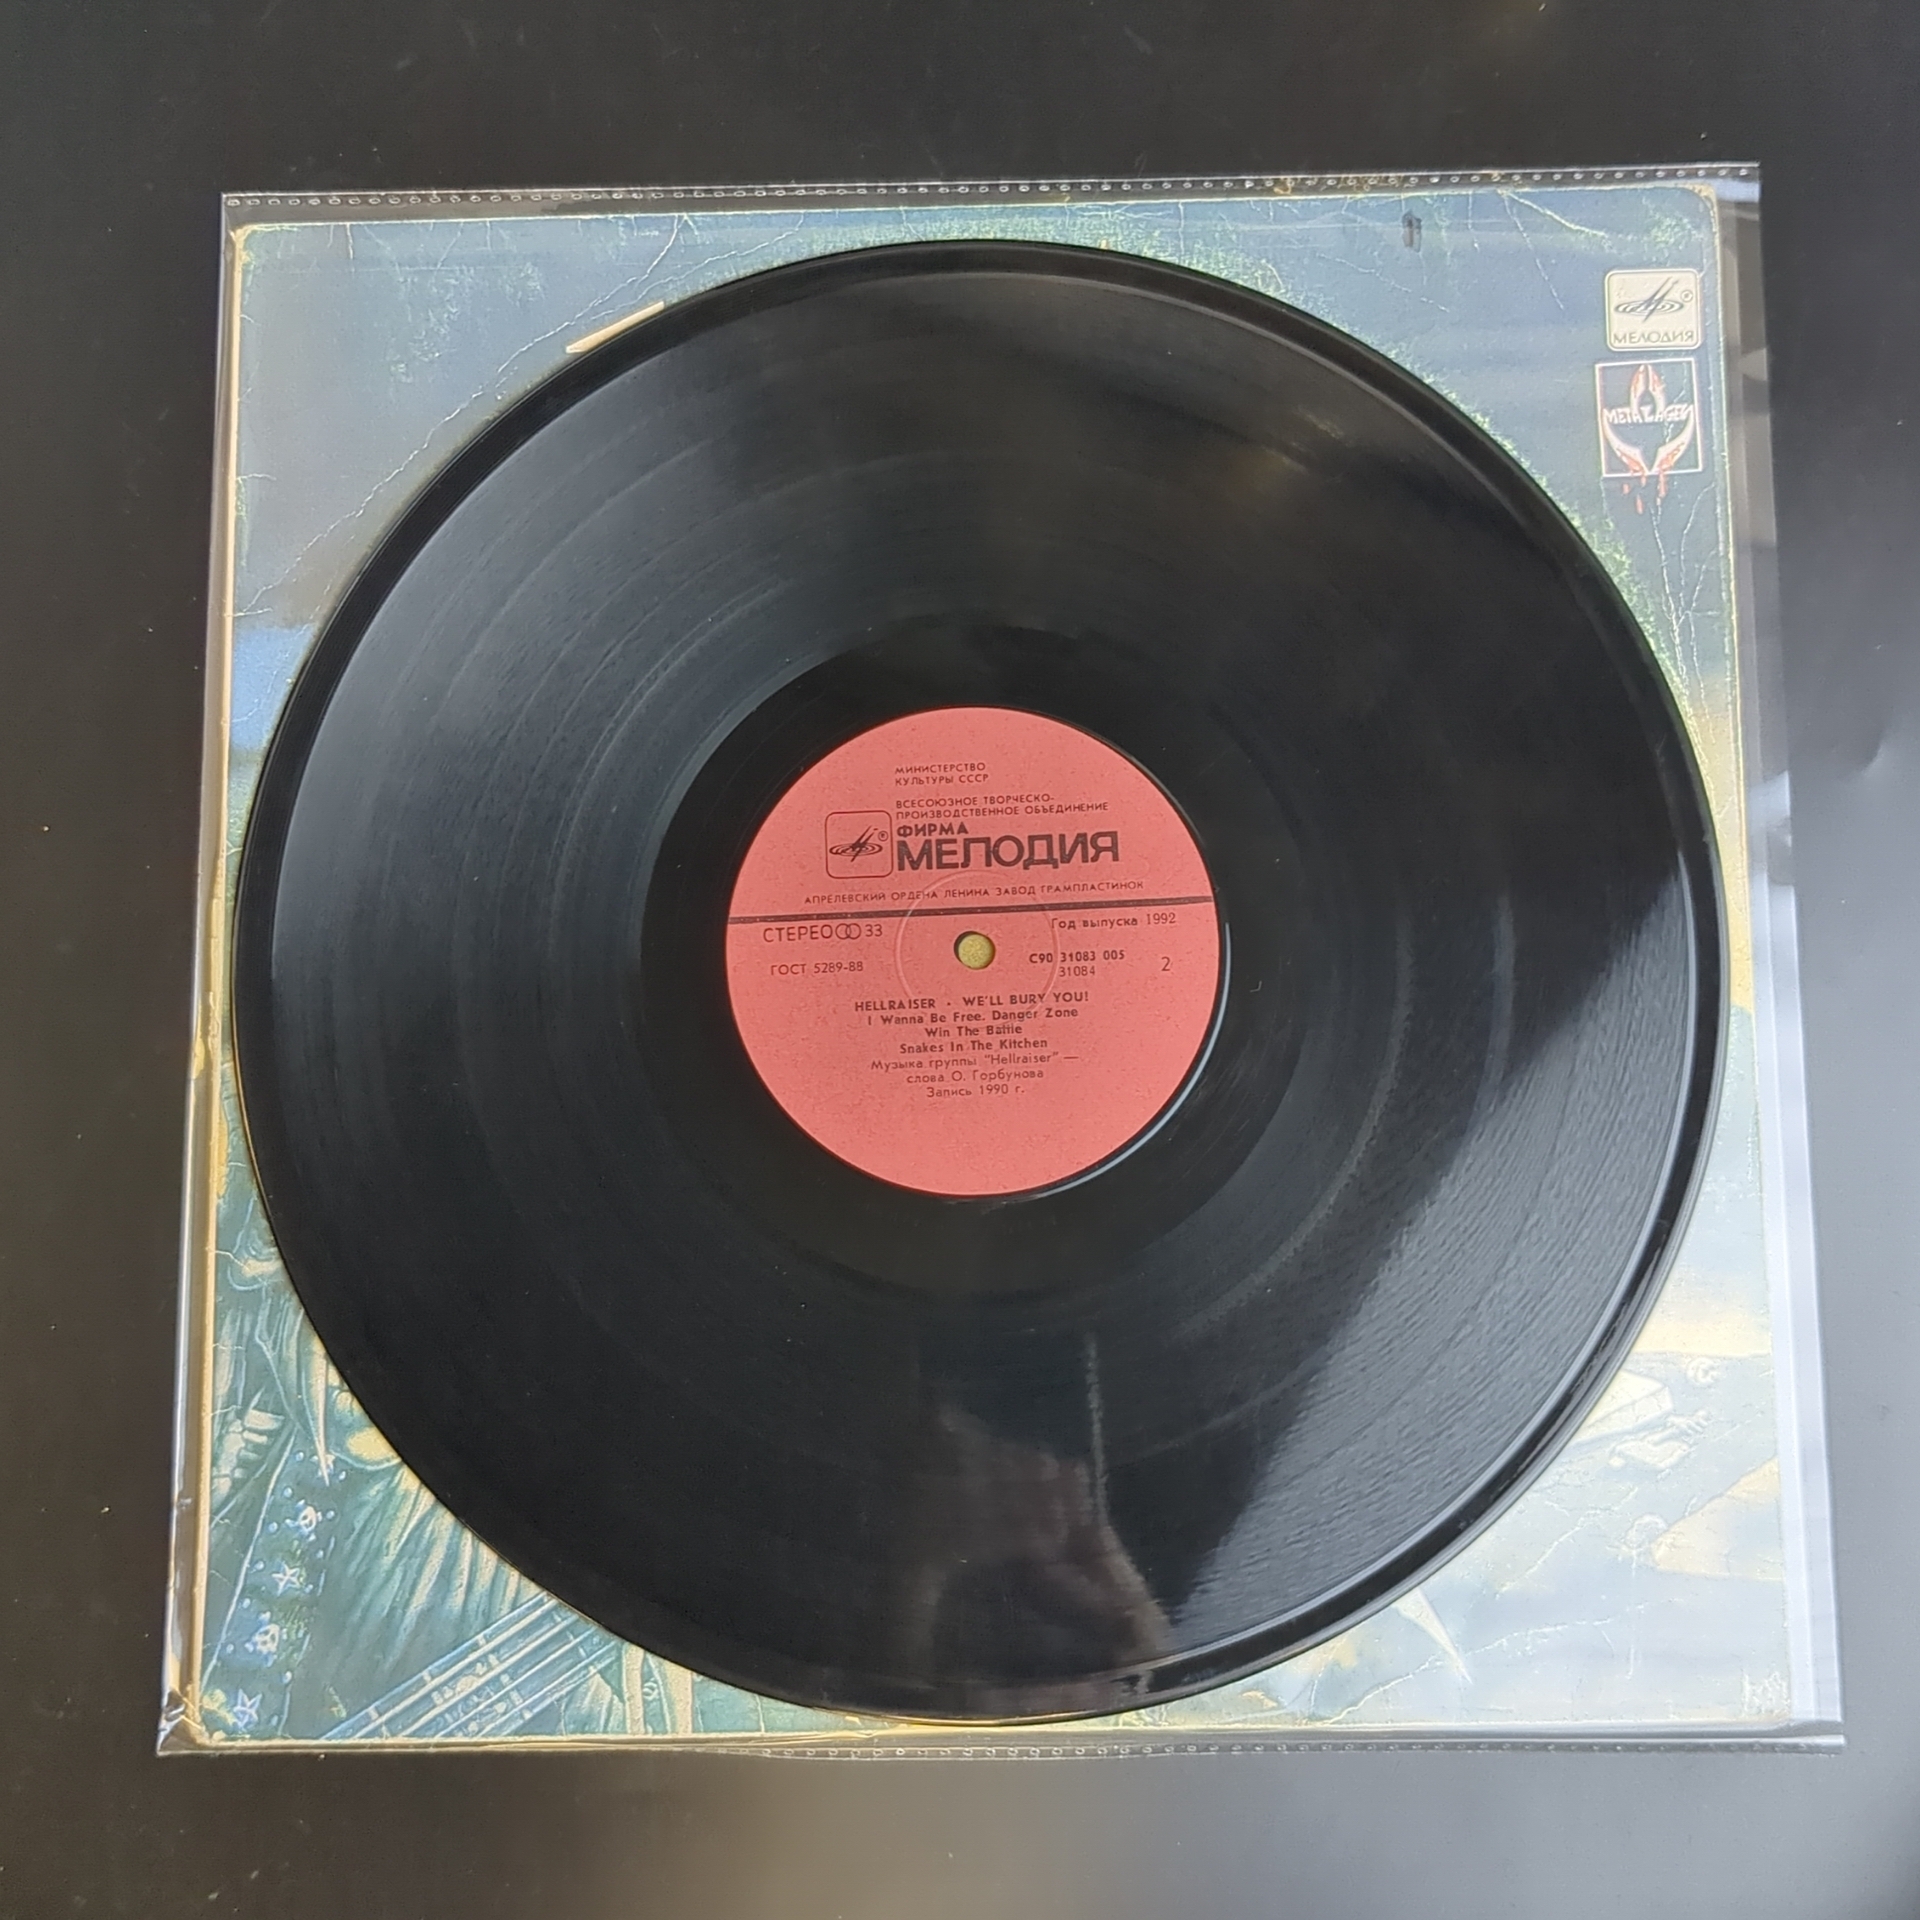 МЕЛОДИЯ
METALAGEN
МИНИСТЕРСТВО
КУЛЬТУРЫ СССР
ВСЕСОЮЗНОЕ ТВОРЧЕСКО-
ПРОИЗВОДСТВЕННОЕ ОБЪЕДИНЕНИЕ
ФИРМА
МЕЛОДИЯ
АПРЕЛЕВСКИЙ ОРДЕНА ЛЕНИНА ЗАВОД ГРАМПЛАСТИНОК
СТЕРЕО 33 Год выпуска 1992
ГОСТ 5289-88 С90 31083 005
31084 2
HELLRAISER · WE'LL BURY YOU!
I Wanna Be Free. Danger Zone
Win The Battle
Snakes In The Kitchen
Музыка группы "Hellraiser" —
слова О. Горбунова
Запись 1990 г.